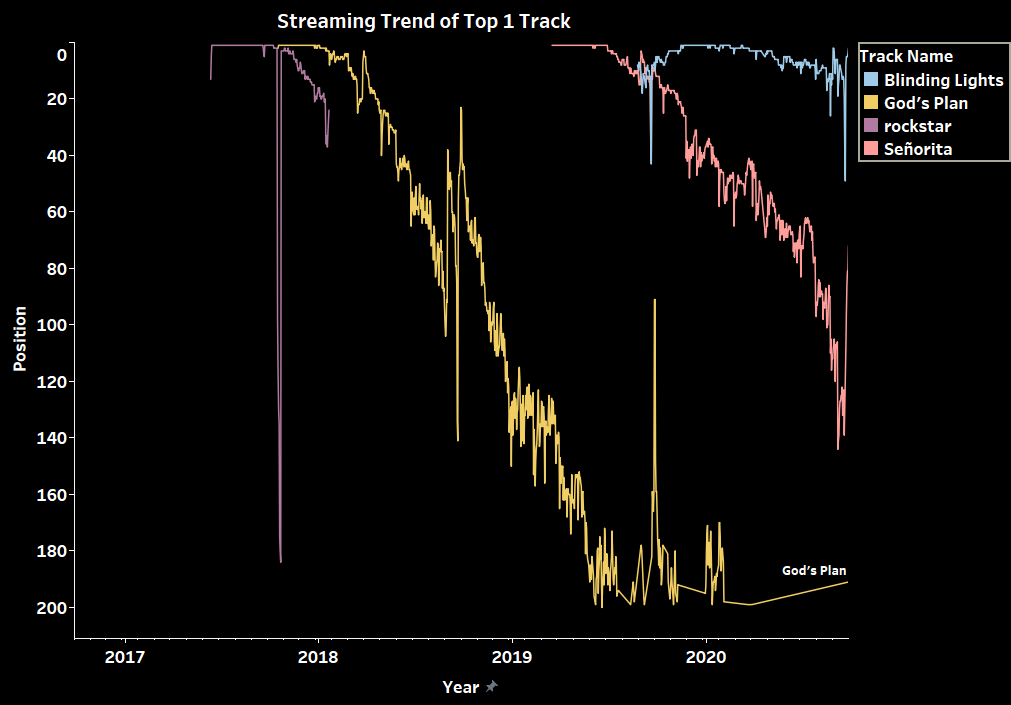 Streaming Trend of Top 1 Track
Track Name
Blinding Lights
God's Plan
rockstar
Señorita
0
20
40
60
80
100
120
140
160
180
200
Position
God's Plan
2017 2018 2019 2020
Year